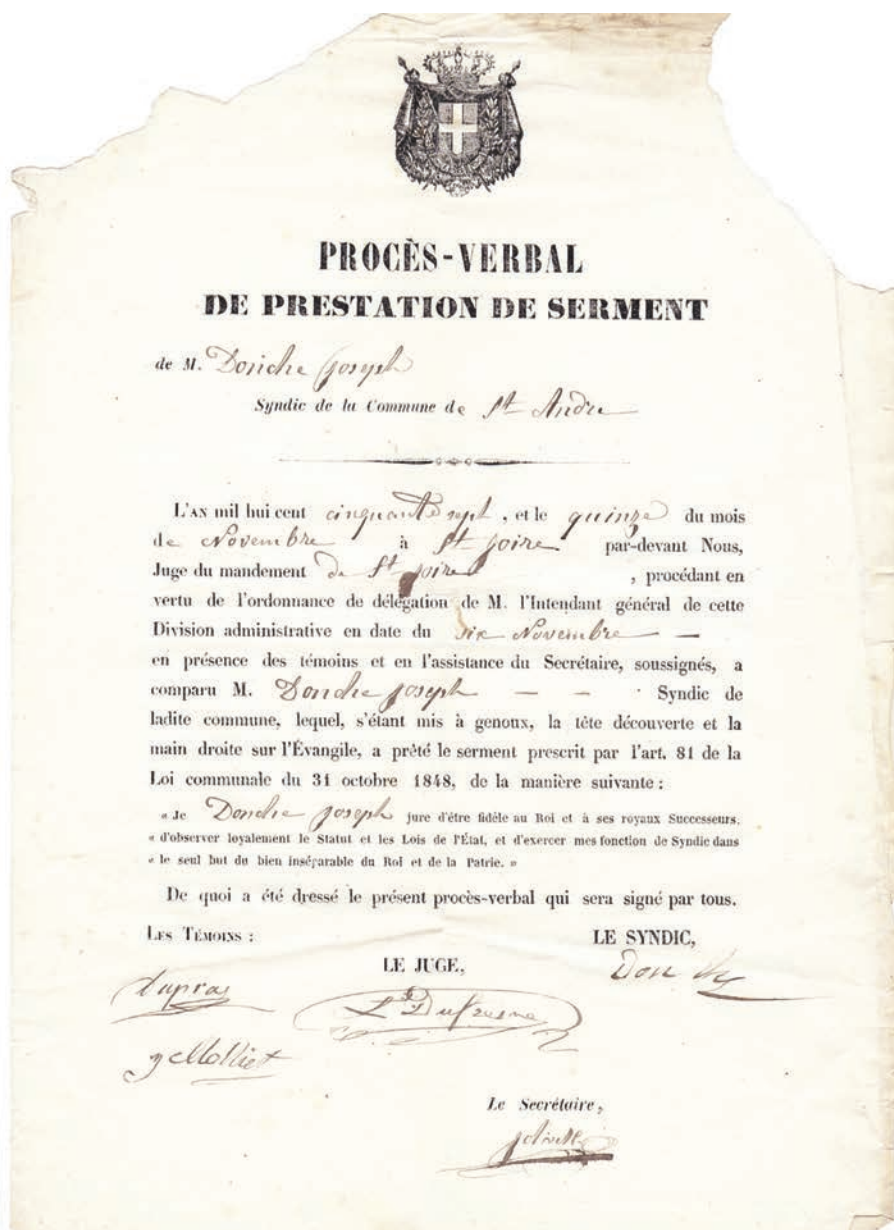 PROCÈS-VERBAL
DE PRESTATION DE SERMENT
de M. Donche Joseph
Syndic de la Commune de St André
L'AN mil hui cent cinquante sept, et le quinze du mois
de Novembre à St Joire par-devant Nous,
Juge du mandement de St Joire, procédant en
vertu de l'ordonnance de délégation de M. l'Intendant général de cette
Division administrative en date du six Novembre —
en présence des témoins et en l'assistance du Secrétaire, soussignés, a
comparu M. Donche Joseph — — Syndic de
ladite commune, lequel, s'étant mis à genoux, la tête découverte et la
main droite sur l'Évangile, a prêté le serment prescrit par l'art. 81 de la
Loi communale du 31 octobre 1848, de la manière suivante :
« Je Donche Joseph jure d'être fidèle au Roi et à ses royaux Successeurs,
« d'observer loyalement le Statut et les Lois de l'État, et d'exercer mes fonction de Syndic dans
« le seul but du bien inséparable du Roi et de la Patrie. »
De quoi a été dressé le présent procès-verbal qui sera signé par tous.
LES TÉMOINS :
LE SYNDIC,
LE JUGE,
Donche
Dupraz
Dufresne
J Molliet
Le Secrétaire,